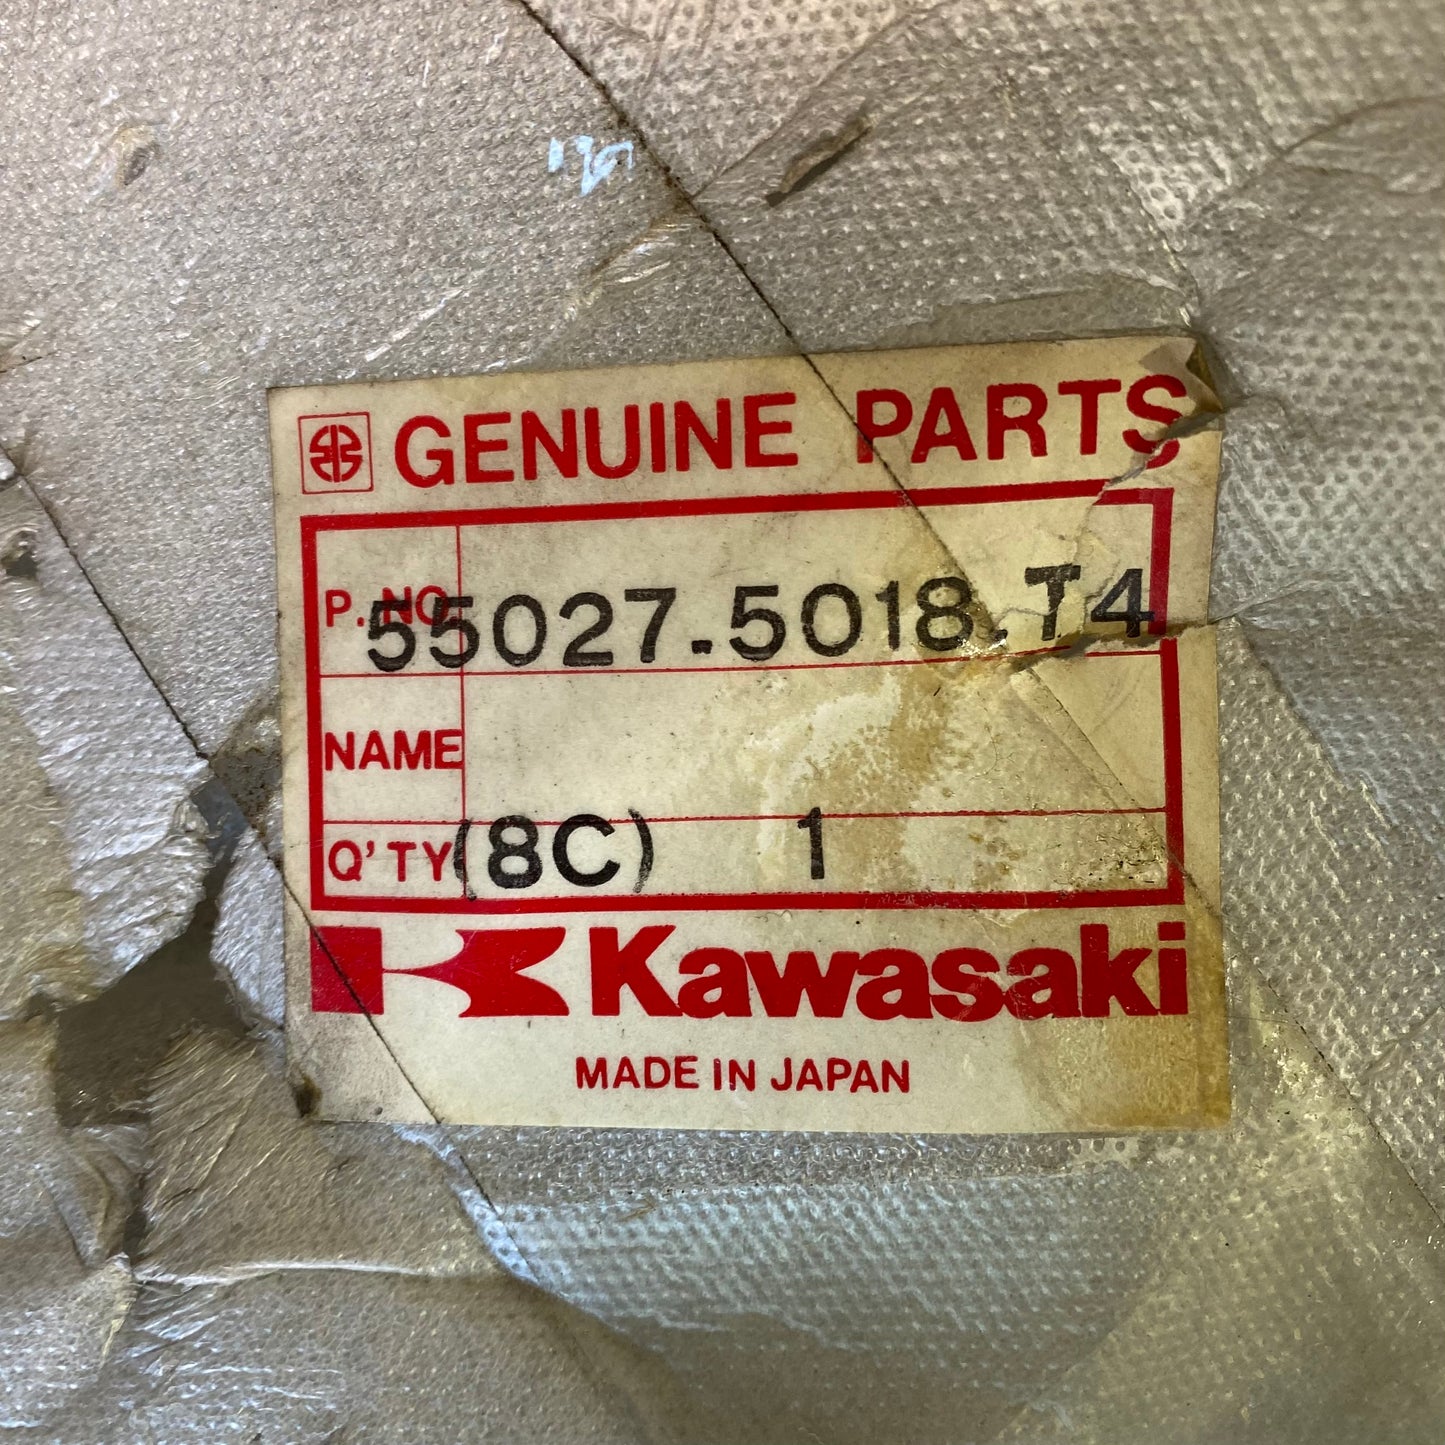 GENUINE PARTS
P. NO. 55027-5018-T4
NAME
Q'TY (8C) 1
Kawasaki
MADE IN JAPAN